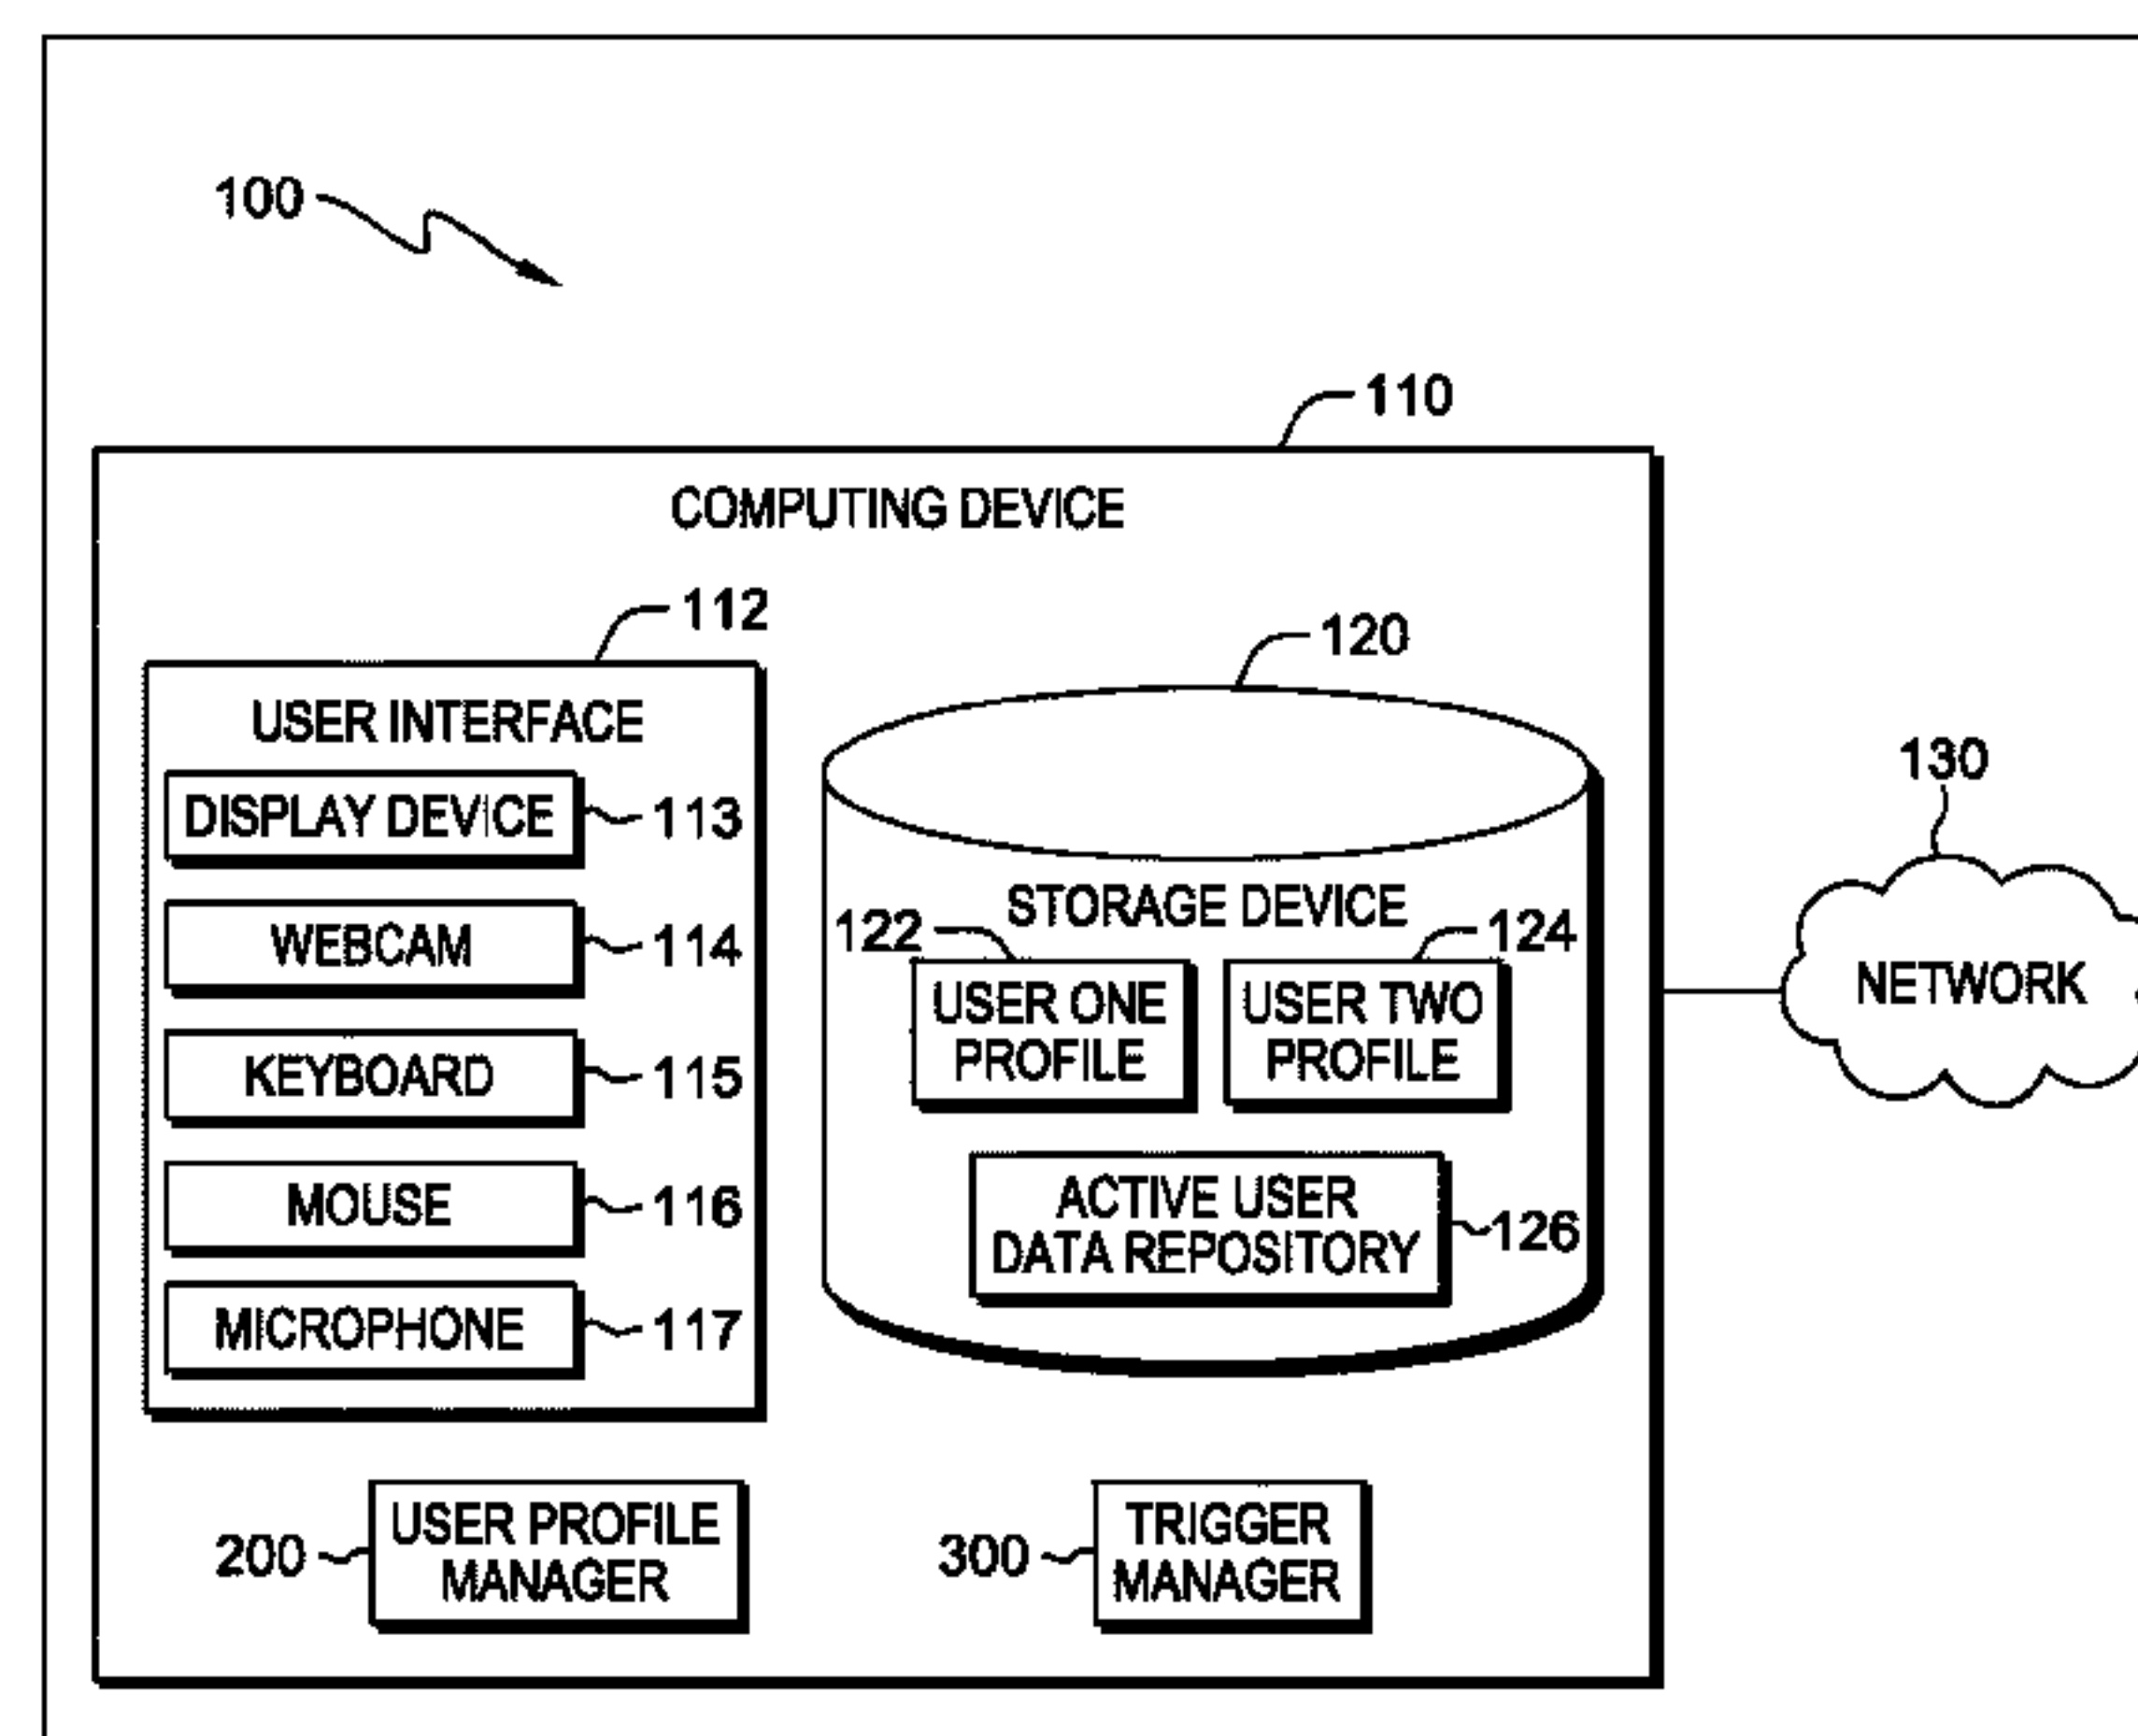 100
110
COMPUTING DEVICE
112
USER INTERFACE
DISPLAY DEVICE
113
WEBCAM
114
KEYBOARD
115
MOUSE
116
MICROPHONE
117
120
STORAGE DEVICE
122
124
USER ONE
PROFILE
USER TWO
PROFILE
ACTIVE USER
DATA REPOSITORY
126
130
NETWORK
200
USER PROFILE
MANAGER
300
TRIGGER
MANAGER